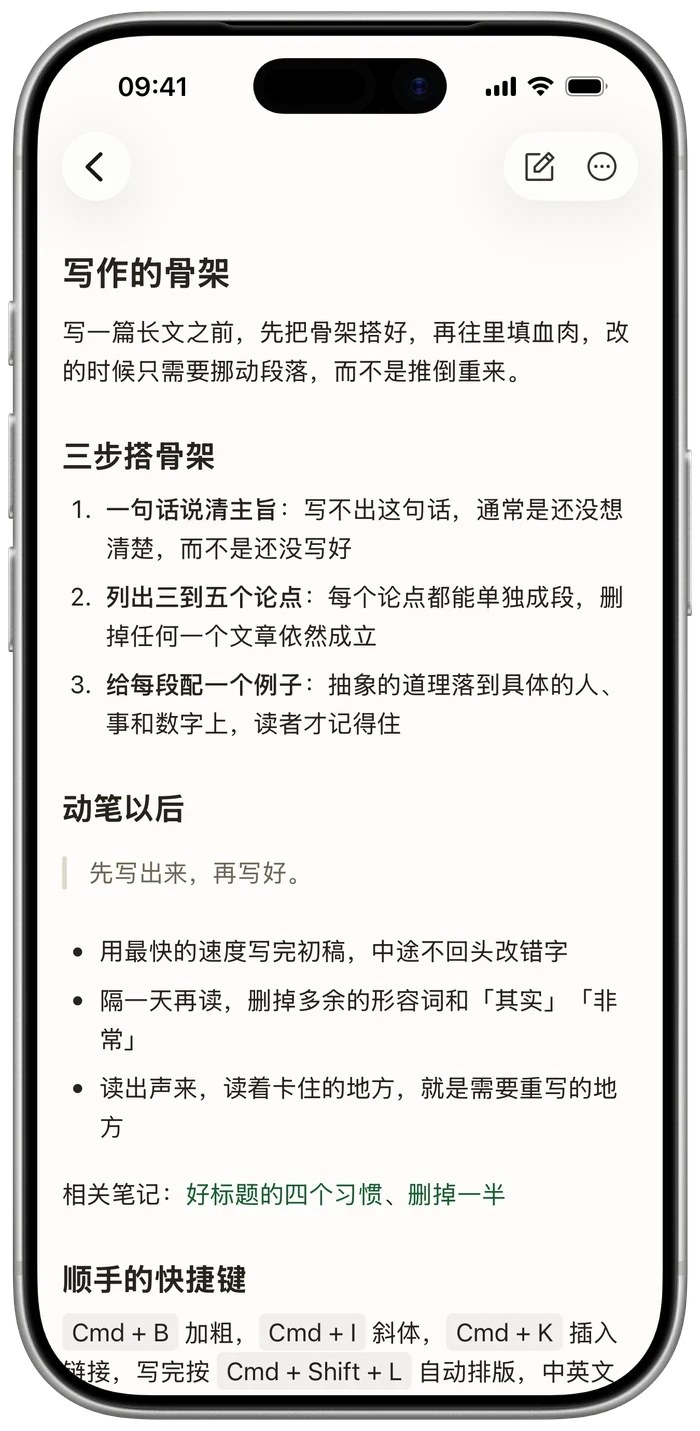 09:41
写作的骨架
写一篇长文之前，先把骨架搭好，再往里填血肉，改
的时候只需要挪动段落，而不是推倒重来。
三步搭骨架
1. 一句话说清主旨：写不出这句话，通常是还没想
清楚，而不是还没写好
2. 列出三到五个论点：每个论点都能单独成段，删
掉任何一个文章依然成立
3. 给每段配一个例子：抽象的道理落到具体的人、
事和数字上，读者才记得住
动笔以后
先写出来，再写好。
• 用最快的速度写完初稿，中途不回头改错字
• 隔一天再读，删掉多余的形容词和「其实」「非
常」
• 读出声来，读着卡住的地方，就是需要重写的地
方
相关笔记：好标题的四个习惯、删掉一半
顺手的快捷键
Cmd + B 加粗，Cmd + I 斜体，Cmd + K 插入
链接，写完按 Cmd + Shift + L 自动排版，中英文